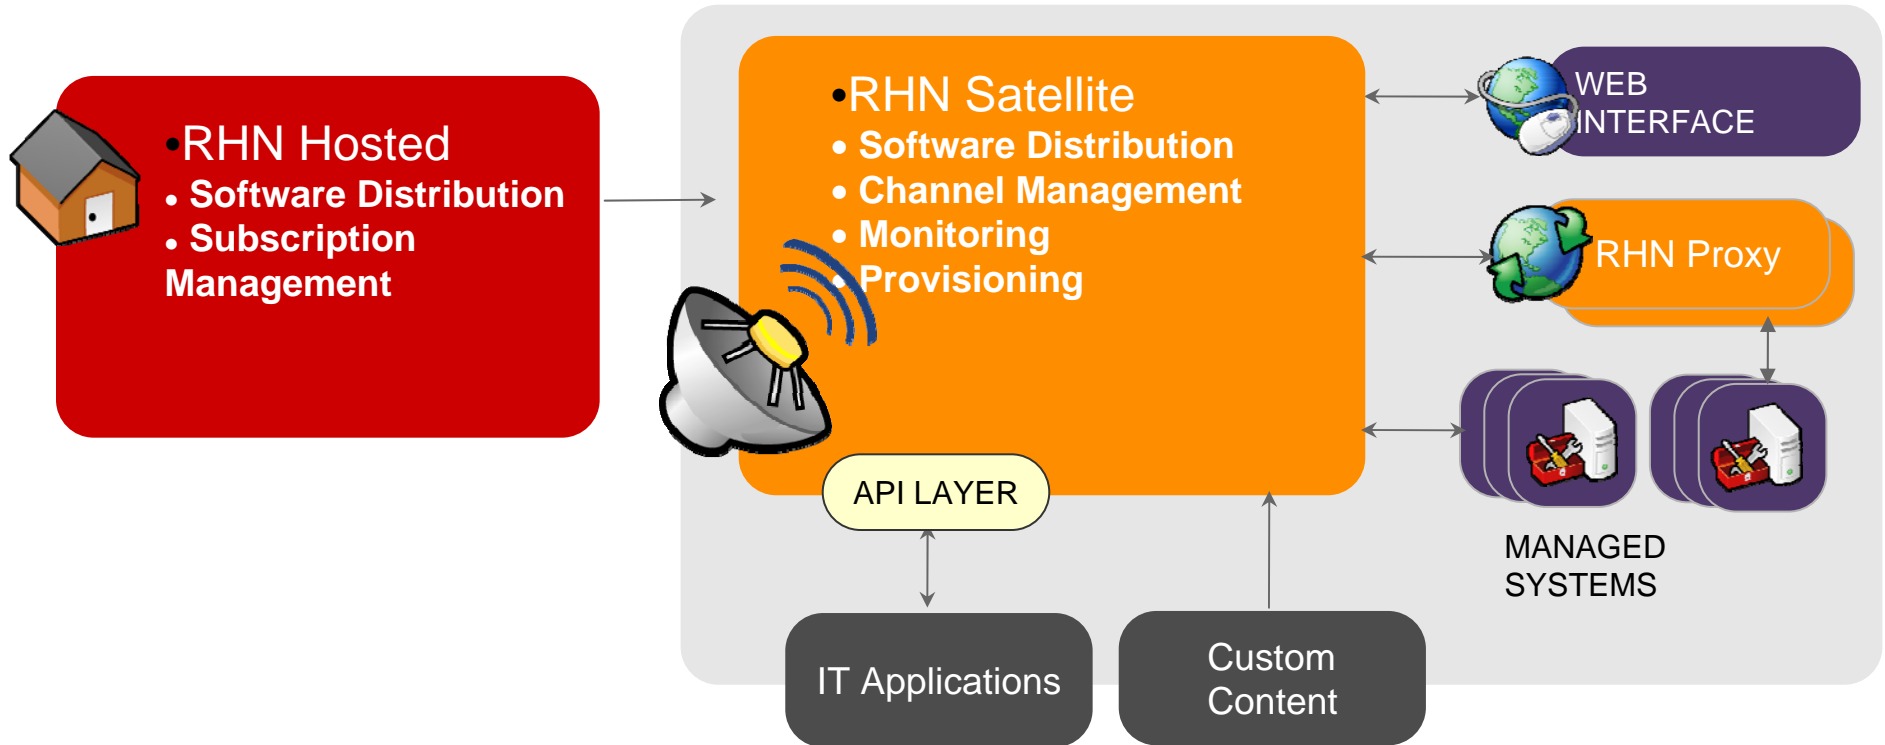 •RHN Hosted
• Software Distribution
• Subscription
Management
•RHN Satellite
• Software Distribution
• Channel Management
• Monitoring
• Provisioning
API LAYER
IT Applications
Custom
Content
WEB
INTERFACE
RHN Proxy
MANAGED
SYSTEMS